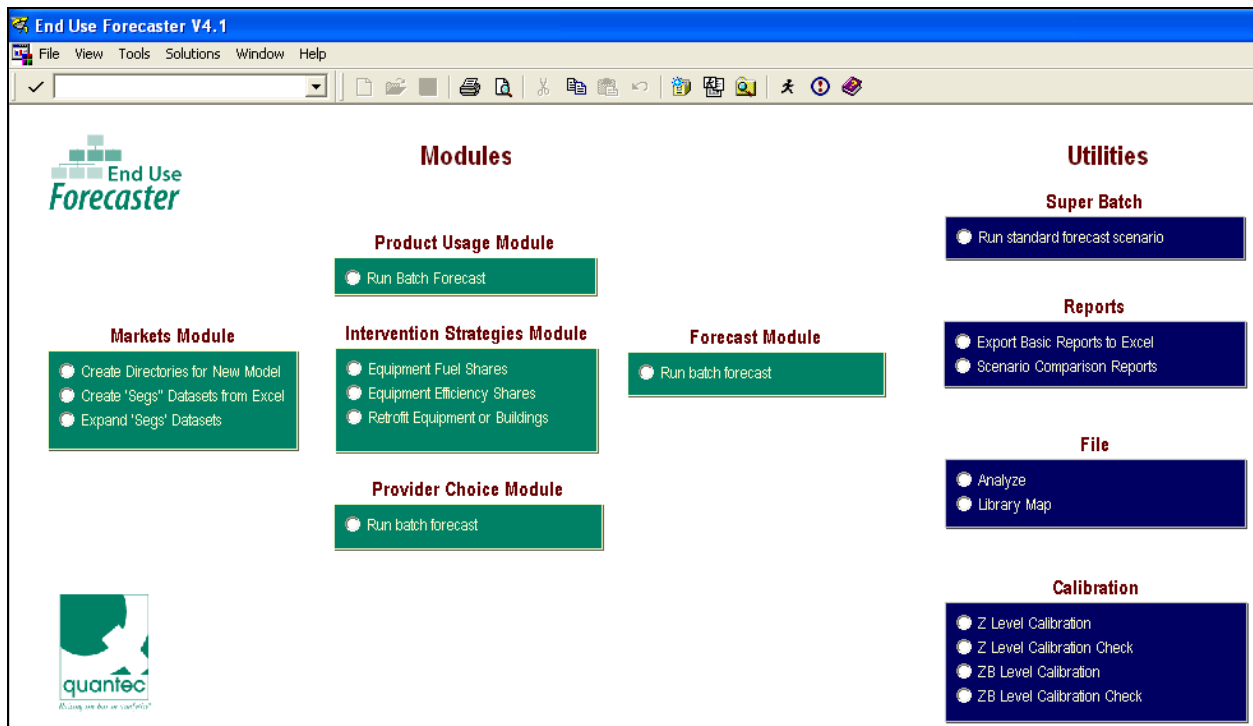 End Use Forecaster V4.1
File View Tools Solutions Window Help
End Use
Forecaster
Modules
Utilities
Super Batch
Run standard forecast scenario
Product Usage Module
Run Batch Forecast
Reports
Export Basic Reports to Excel
Scenario Comparison Reports
Markets Module
Create Directories for New Model
Create 'Segs" Datasets from Excel
Expand 'Segs' Datasets
Intervention Strategies Module
Equipment Fuel Shares
Equipment Efficiency Shares
Retrofit Equipment or Buildings
Forecast Module
Run batch forecast
File
Analyze
Library Map
Provider Choice Module
Run batch forecast
Calibration
Z Level Calibration
Z Level Calibration Check
ZB Level Calibration
ZB Level Calibration Check
quantec